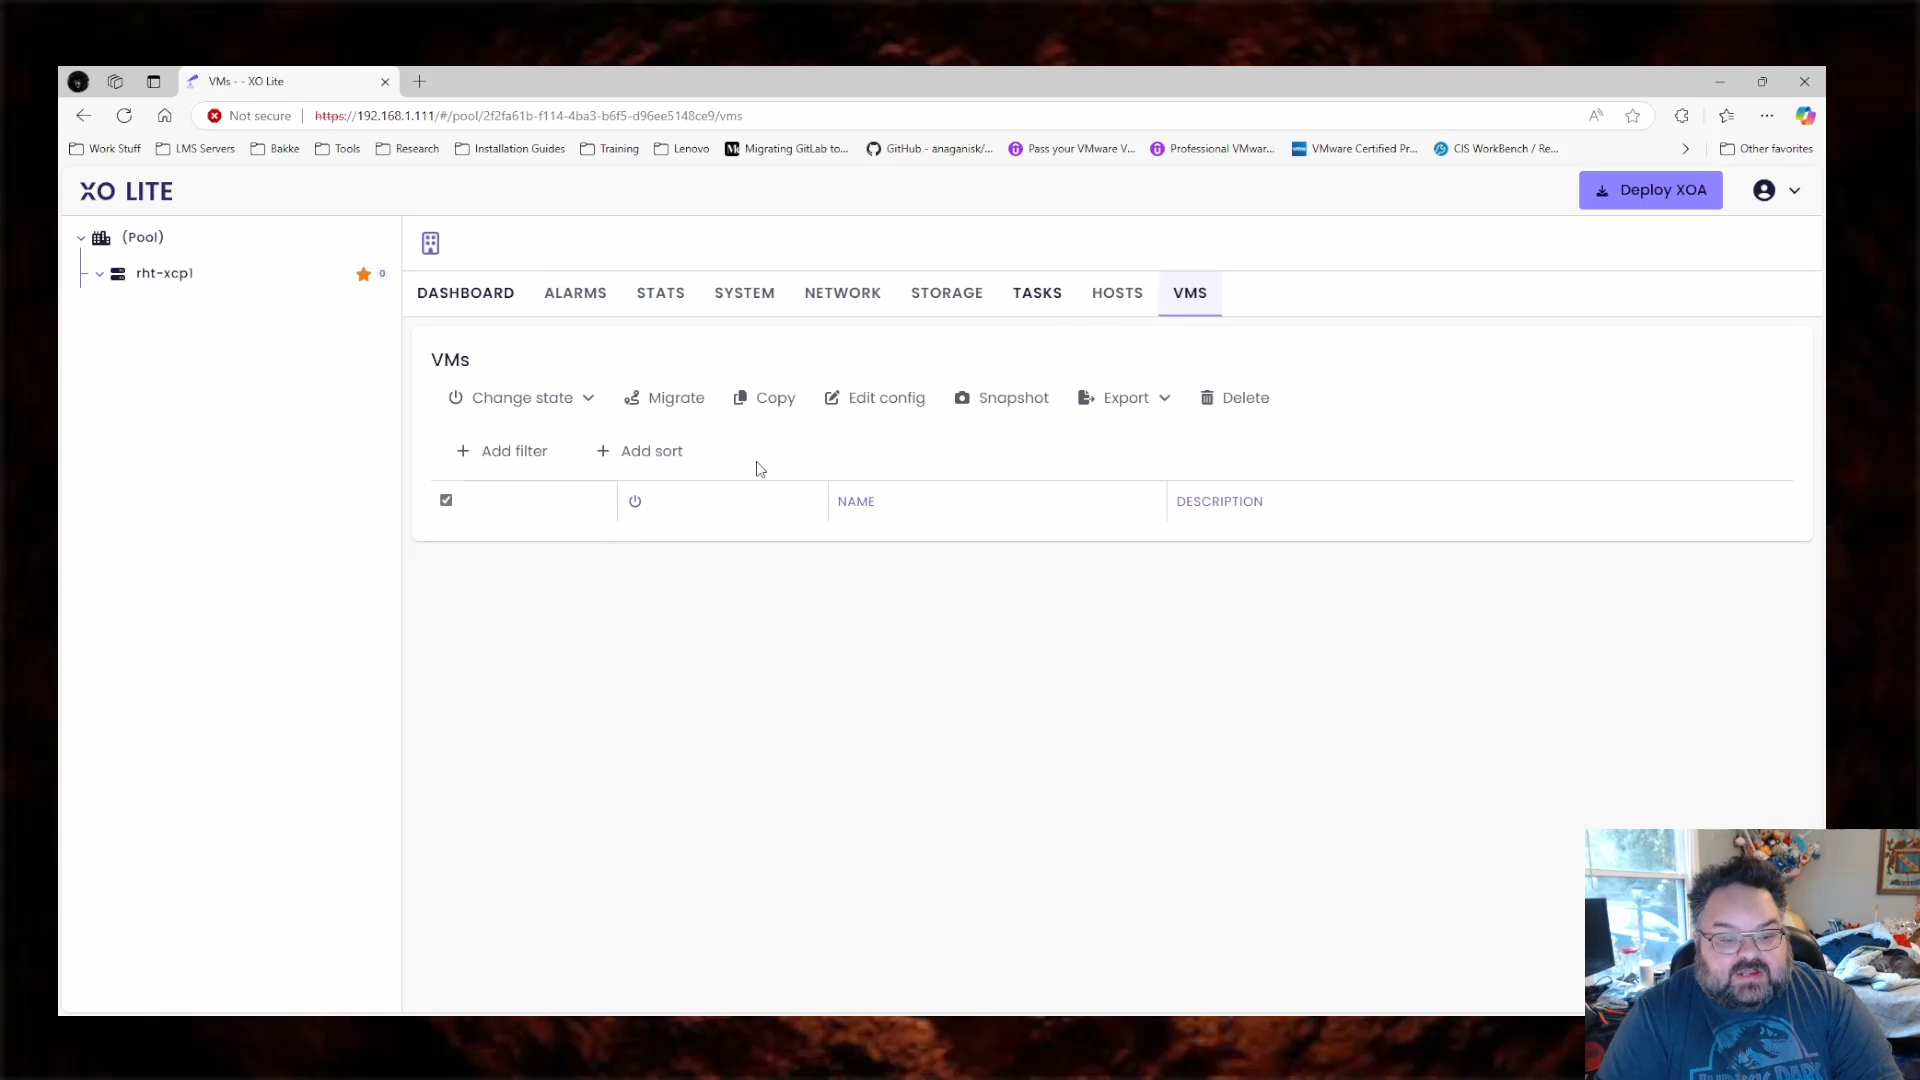 VMs - - XO Lite
Not secure
https://192.168.1.111/#/pool/2f2fa61b-f114-4ba3-b6f5-d96ee5148ce9/vms
Work Stuff
LMS Servers
Bakke
Tools
Research
Installation Guides
Training
Lenovo
Migrating GitLab to...
GitHub - anaganisk/...
Pass your VMware V...
Professional VMwar...
VMware Certified Pr...
CIS WorkBench / Re...
Other favorites
XO LITE
Deploy XOA
(Pool)
rht-xcp1
0
DASHBOARD
ALARMS
STATS
SYSTEM
NETWORK
STORAGE
TASKS
HOSTS
VMS
VMs
Change state
Migrate
Copy
Edit config
Snapshot
Export
Delete
+ Add filter
+ Add sort
NAME
DESCRIPTION
JURASSIC PARK